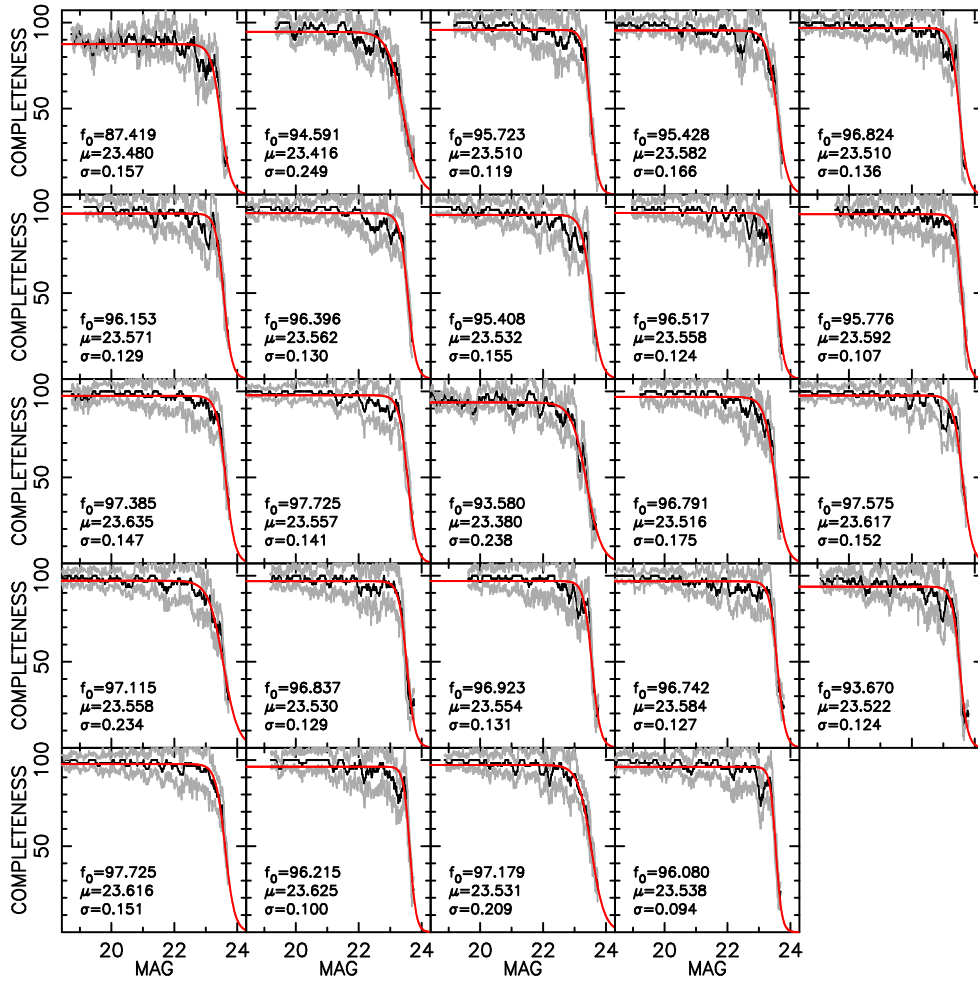 COMPLETENESS
100
50
f0=87.419
μ=23.480
σ=0.157
f0=94.591
μ=23.416
σ=0.249
f0=95.723
μ=23.510
σ=0.119
f0=95.428
μ=23.582
σ=0.166
f0=96.824
μ=23.510
σ=0.136
COMPLETENESS
100
50
f0=96.153
μ=23.571
σ=0.129
f0=96.396
μ=23.562
σ=0.130
f0=95.408
μ=23.532
σ=0.155
f0=96.517
μ=23.558
σ=0.124
f0=95.776
μ=23.592
σ=0.107
COMPLETENESS
100
50
f0=97.385
μ=23.635
σ=0.147
f0=97.725
μ=23.557
σ=0.141
f0=93.580
μ=23.380
σ=0.238
f0=96.791
μ=23.516
σ=0.175
f0=97.575
μ=23.617
σ=0.152
COMPLETENESS
100
50
f0=97.115
μ=23.558
σ=0.234
f0=96.837
μ=23.530
σ=0.129
f0=96.923
μ=23.554
σ=0.131
f0=96.742
μ=23.584
σ=0.127
f0=93.670
μ=23.522
σ=0.124
COMPLETENESS
100
50
f0=97.725
μ=23.616
σ=0.151
f0=96.215
μ=23.625
σ=0.100
f0=97.179
μ=23.531
σ=0.209
f0=96.080
μ=23.538
σ=0.094
20 22 24 20 22 24 20 22 24 20 22 24
MAG MAG MAG MAG